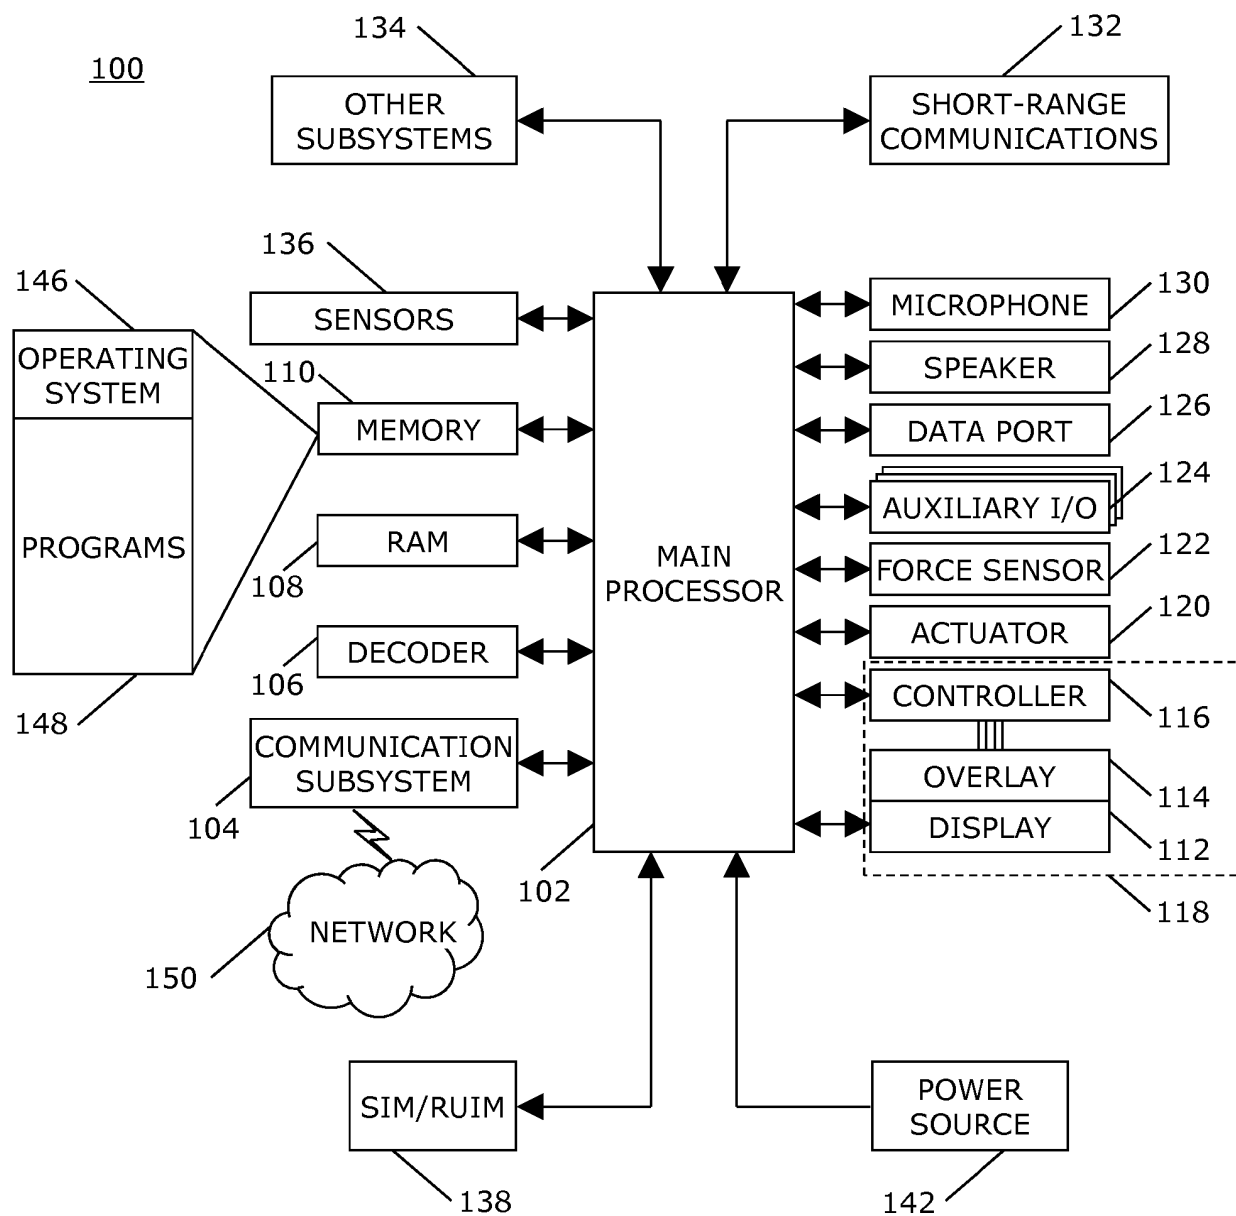 134
132
100
OTHER
SUBSYSTEMS
SHORT-RANGE
COMMUNICATIONS
136
146
SENSORS
OPERATING
SYSTEM
110
MEMORY
PROGRAMS
RAM
108
DECODER
106
148
COMMUNICATION
SUBSYSTEM
104
NETWORK
150
MAIN
PROCESSOR
102
MICROPHONE
130
SPEAKER
128
DATA PORT
126
AUXILIARY I/O
124
FORCE SENSOR
122
ACTUATOR
120
CONTROLLER
116
OVERLAY
114
DISPLAY
112
118
SIM/RUIM
138
POWER
SOURCE
142